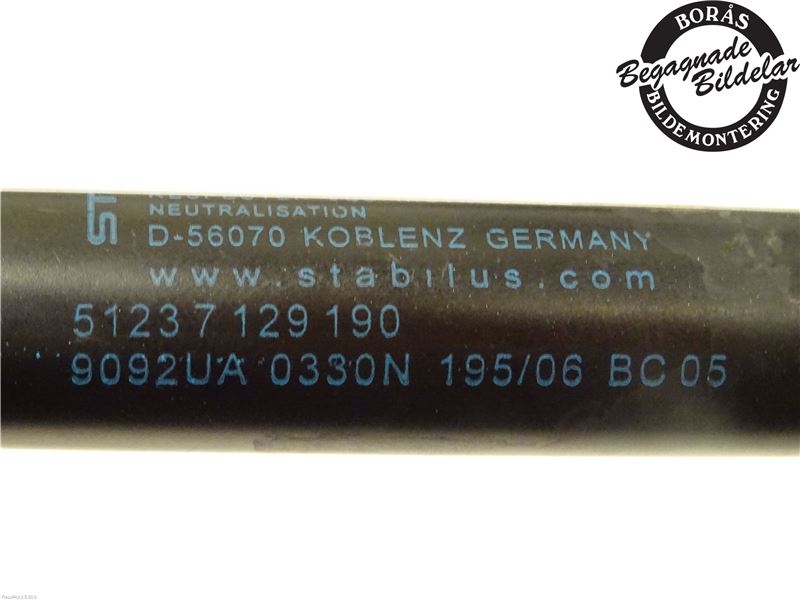 BORÅS
Begagnade
Bildelar
BILDEMONTERING
NEUTRALISATION
D-56070 KOBLENZ GERMANY
www.stabilus.com
51237129190
9092UA 0330N 195/06 BC05